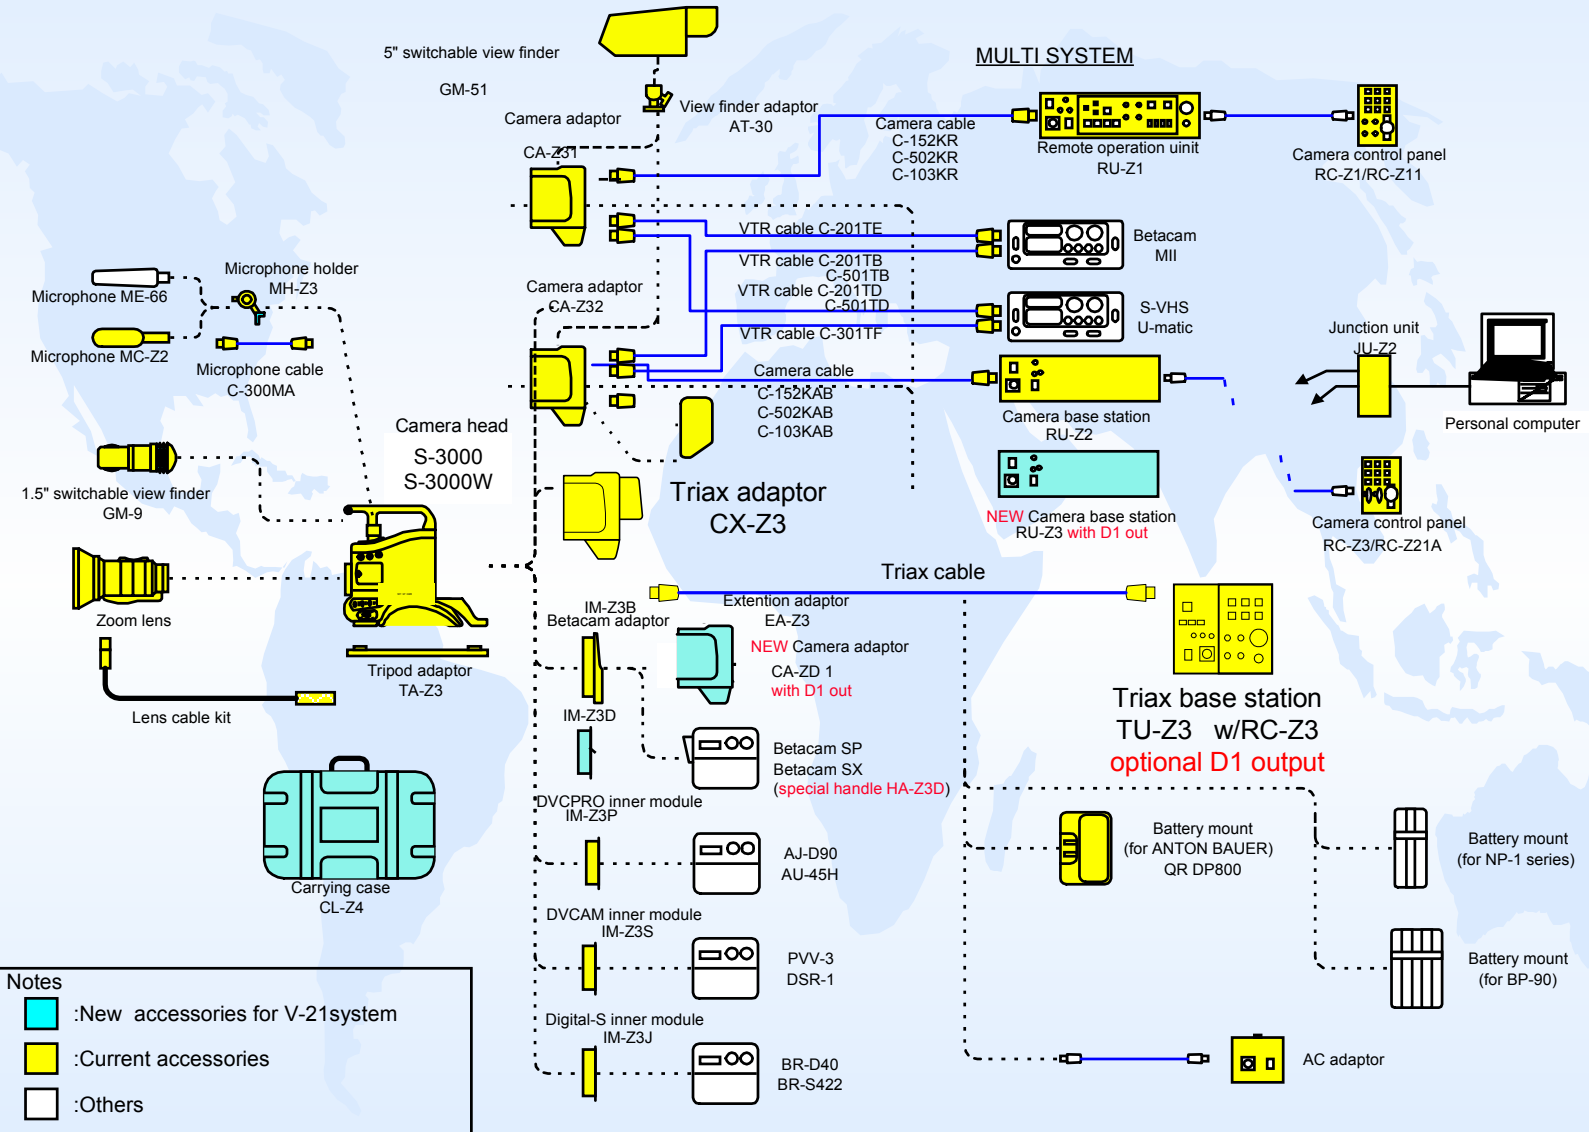 5" switchable view finder
GM-51
MULTI SYSTEM
Camera adaptor
CA-Z31
View finder adaptor
AT-30
Camera cable
C-152KR
C-502KR
C-103KR
Remote operation uinit
RU-Z1
Camera control panel
RC-Z1/RC-Z11
VTR cable C-201TE
Betacam
MII
VTR cable C-201TB
C-501TB
VTR cable C-201TD
C-501TD
S-VHS
U-matic
VTR cable C-301TF
Microphone holder
MH-Z3
Microphone ME-66
Microphone MC-Z2
Microphone cable
C-300MA
Camera adaptor
CA-Z32
Junction unit
JU-Z2
Personal computer
Camera cable
C-152KAB
C-502KAB
C-103KAB
Camera base station
RU-Z2
Camera head
S-3000
S-3000W
1.5" switchable view finder
GM-9
Triax adaptor
CX-Z3
NEW Camera base station
RU-Z3 with D1 out
Camera control panel
RC-Z3/RC-Z21A
Triax cable
Zoom lens
IM-Z3B
Betacam adaptor
Extention adaptor
EA-Z3
NEW Camera adaptor
CA-ZD 1
with D1 out
Tripod adaptor
TA-Z3
Lens cable kit
IM-Z3D
Triax base station
TU-Z3 w/RC-Z3
optional D1 output
Betacam SP
Betacam SX
(special handle HA-Z3D)
DVCPRO inner module
IM-Z3P
AJ-D90
AU-45H
Battery mount
(for ANTON BAUER)
QR DP800
Battery mount
(for NP-1 series)
Carrying case
CL-Z4
DVCAM inner module
IM-Z3S
PVV-3
DSR-1
Battery mount
(for BP-90)
Digital-S inner module
IM-Z3J
BR-D40
BR-S422
AC adaptor
Notes
:New accessories for V-21system
:Current accessories
:Others